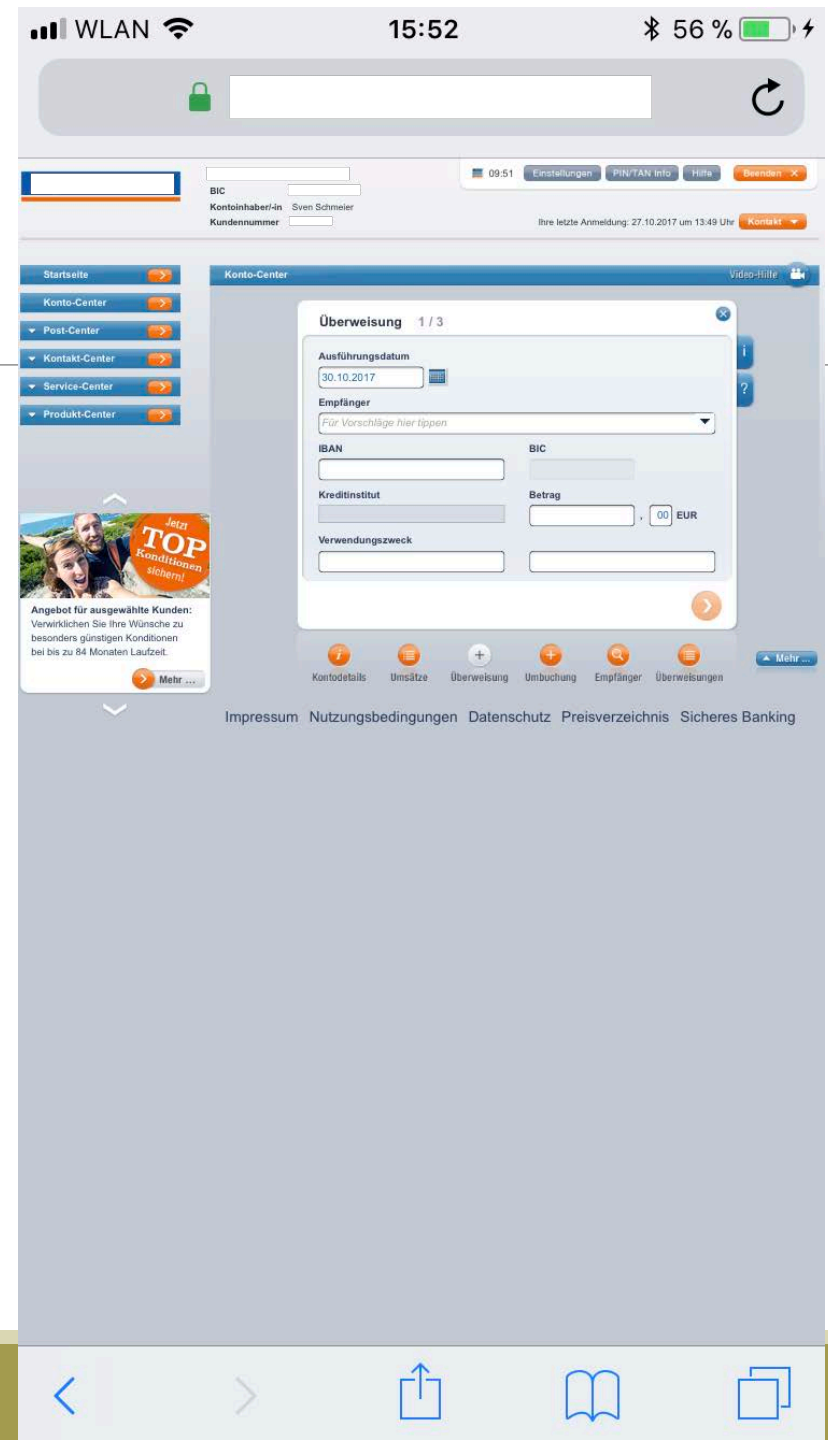 WLAN 15:52 56 %
09:51 Einstellungen PIN/TAN Info Hilfe Beenden X
BIC
Kontoinhaber/-in Sven Schmeier
Kundennummer
Ihre letzte Anmeldung: 27.10.2017 um 13:49 Uhr Kontakt
Startseite
Konto-Center
Post-Center
Kontakt-Center
Service-Center
Produkt-Center
Konto-Center Video-Hilfe
Überweisung 1 / 3
i
?
Ausführungsdatum
30.10.2017
Empfänger
Für Vorschläge hier tippen
IBAN BIC
Kreditinstitut Betrag
, 00 EUR
Verwendungszweck
Jetzt
TOP
Konditionen
sichern!
Angebot für ausgewählte Kunden:
Verwirklichen Sie Ihre Wünsche zu
besonders günstigen Konditionen
bei bis zu 84 Monaten Laufzeit.
Mehr ...
Kontodetails Umsätze Überweisung Umbuchung Empfänger Überweisungen
Mehr ...
Impressum Nutzungsbedingungen Datenschutz Preisverzeichnis Sicheres Banking